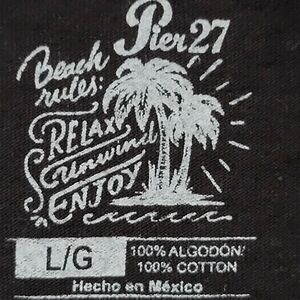 Pier 27
Beach
rules:
RELAX
Unwind
ENJOY
L/G
100% ALGODÓN/
100% COTTON
Hecho en México